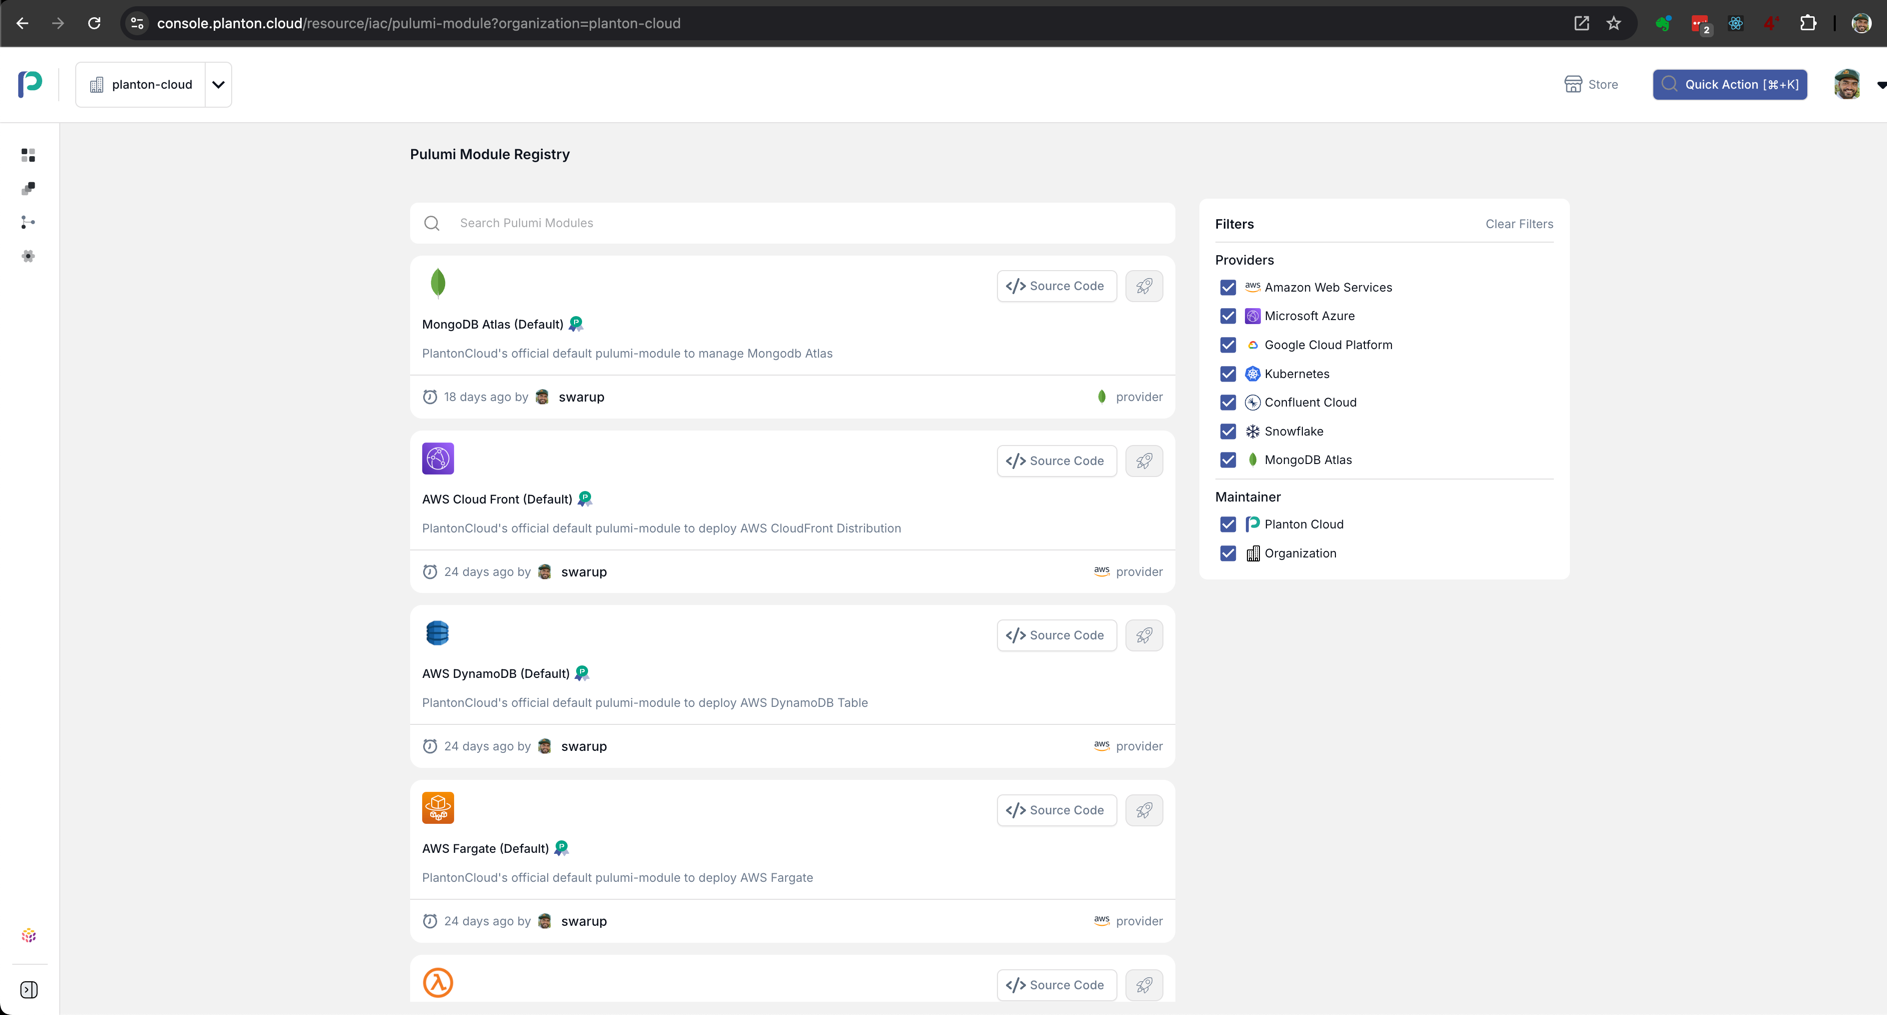 console.planton.cloud/resource/iac/pulumi-module?organization=planton-cloud
2
planton-cloud
Store
Quick Action [⌘+K]
Pulumi Module Registry
Search Pulumi Modules
</> Source Code
MongoDB Atlas (Default)
PlantonCloud's official default pulumi-module to manage Mongodb Atlas
18 days ago by swarup
provider
</> Source Code
AWS Cloud Front (Default)
PlantonCloud's official default pulumi-module to deploy AWS CloudFront Distribution
24 days ago by swarup
aws provider
</> Source Code
AWS DynamoDB (Default)
PlantonCloud's official default pulumi-module to deploy AWS DynamoDB Table
24 days ago by swarup
aws provider
</> Source Code
AWS Fargate (Default)
PlantonCloud's official default pulumi-module to deploy AWS Fargate
24 days ago by swarup
aws provider
</> Source Code
Filters
Clear Filters
Providers
aws Amazon Web Services
Microsoft Azure
Google Cloud Platform
Kubernetes
Confluent Cloud
Snowflake
MongoDB Atlas
Maintainer
Planton Cloud
Organization